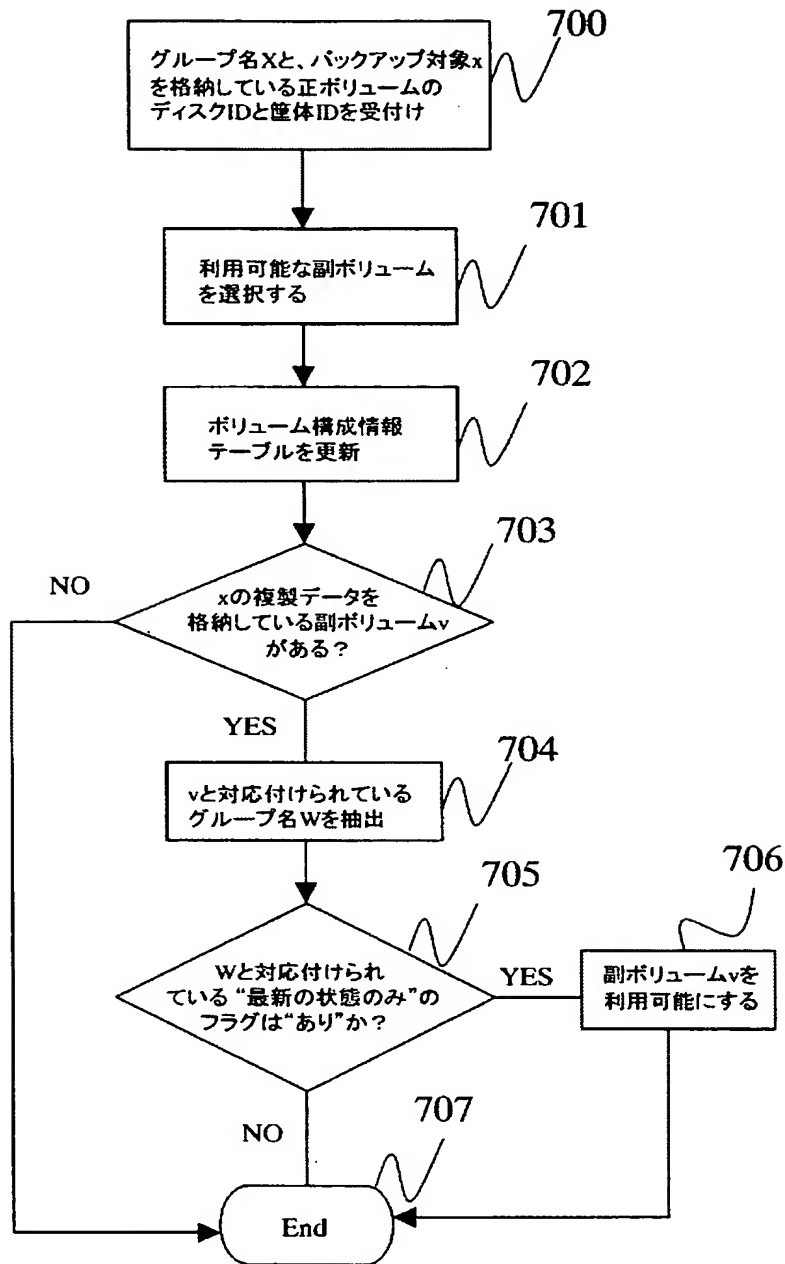 700
グループ名Xと、バックアップ対象x
を格納している正ボリュームの
ディスクIDと筐体IDを受付け
701
利用可能な副ボリューム
を選択する
702
ボリューム構成情報
テーブルを更新
703
NO
xの複製データを
格納している副ボリュームv
がある?
YES
704
vと対応付けられている
グループ名Wを抽出
705
706
Wと対応付けられ
ている“最新の状態のみ”の
フラグは“あり”か?
YES
副ボリュームvを
利用可能にする
NO
707
End